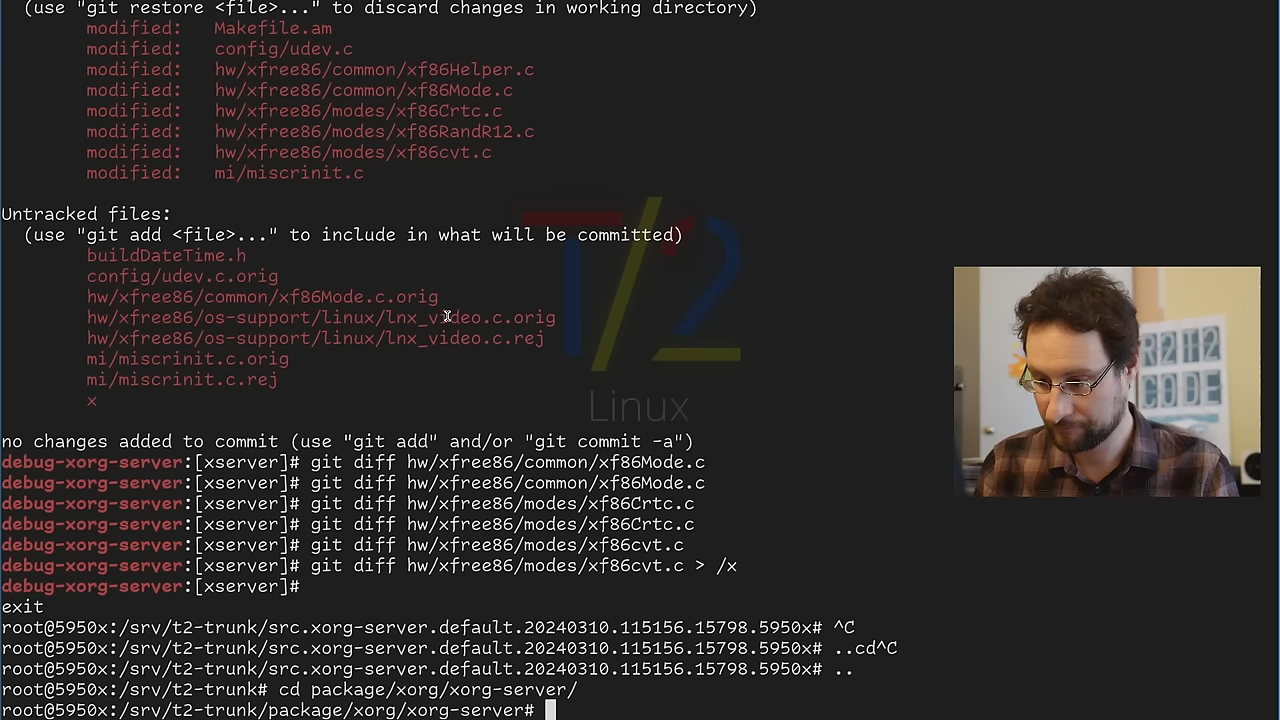 (use "git restore <file>..." to discard changes in working directory)
modified:   Makefile.am
modified:   config/udev.c
modified:   hw/xfree86/common/xf86Helper.c
modified:   hw/xfree86/common/xf86Mode.c
modified:   hw/xfree86/modes/xf86Crtc.c
modified:   hw/xfree86/modes/xf86RandR12.c
modified:   hw/xfree86/modes/xf86cvt.c
modified:   mi/miscrinit.c
Untracked files:
(use "git add <file>..." to include in what will be committed)
buildDateTime.h
config/udev.c.orig
hw/xfree86/common/xf86Mode.c.orig
hw/xfree86/os-support/linux/lnx_video.c.orig
hw/xfree86/os-support/linux/lnx_video.c.rej
mi/miscrinit.c.orig
mi/miscrinit.c.rej
x
T/2
Linux
R2T2
CODE
no changes added to commit (use "git add" and/or "git commit -a")
debug-xorg-server:[xserver]# git diff hw/xfree86/common/xf86Mode.c
debug-xorg-server:[xserver]# git diff hw/xfree86/common/xf86Mode.c
debug-xorg-server:[xserver]# git diff hw/xfree86/modes/xf86Crtc.c
debug-xorg-server:[xserver]# git diff hw/xfree86/modes/xf86Crtc.c
debug-xorg-server:[xserver]# git diff hw/xfree86/modes/xf86cvt.c
debug-xorg-server:[xserver]# git diff hw/xfree86/modes/xf86cvt.c > /x
debug-xorg-server:[xserver]#
exit
root@5950x:/srv/t2-trunk/src.xorg-server.default.20240310.115156.15798.5950x# ^C
root@5950x:/srv/t2-trunk/src.xorg-server.default.20240310.115156.15798.5950x# ..cd^C
root@5950x:/srv/t2-trunk/src.xorg-server.default.20240310.115156.15798.5950x# ..
root@5950x:/srv/t2-trunk# cd package/xorg/xorg-server/
root@5950x:/srv/t2-trunk/package/xorg/xorg-server#